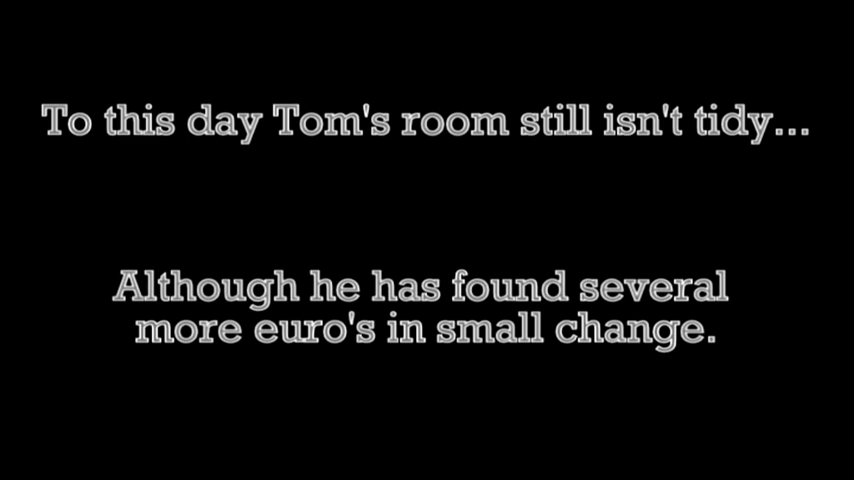 To this day Tom's room still isn't tidy...
Although he has found several
more euro's in small change.